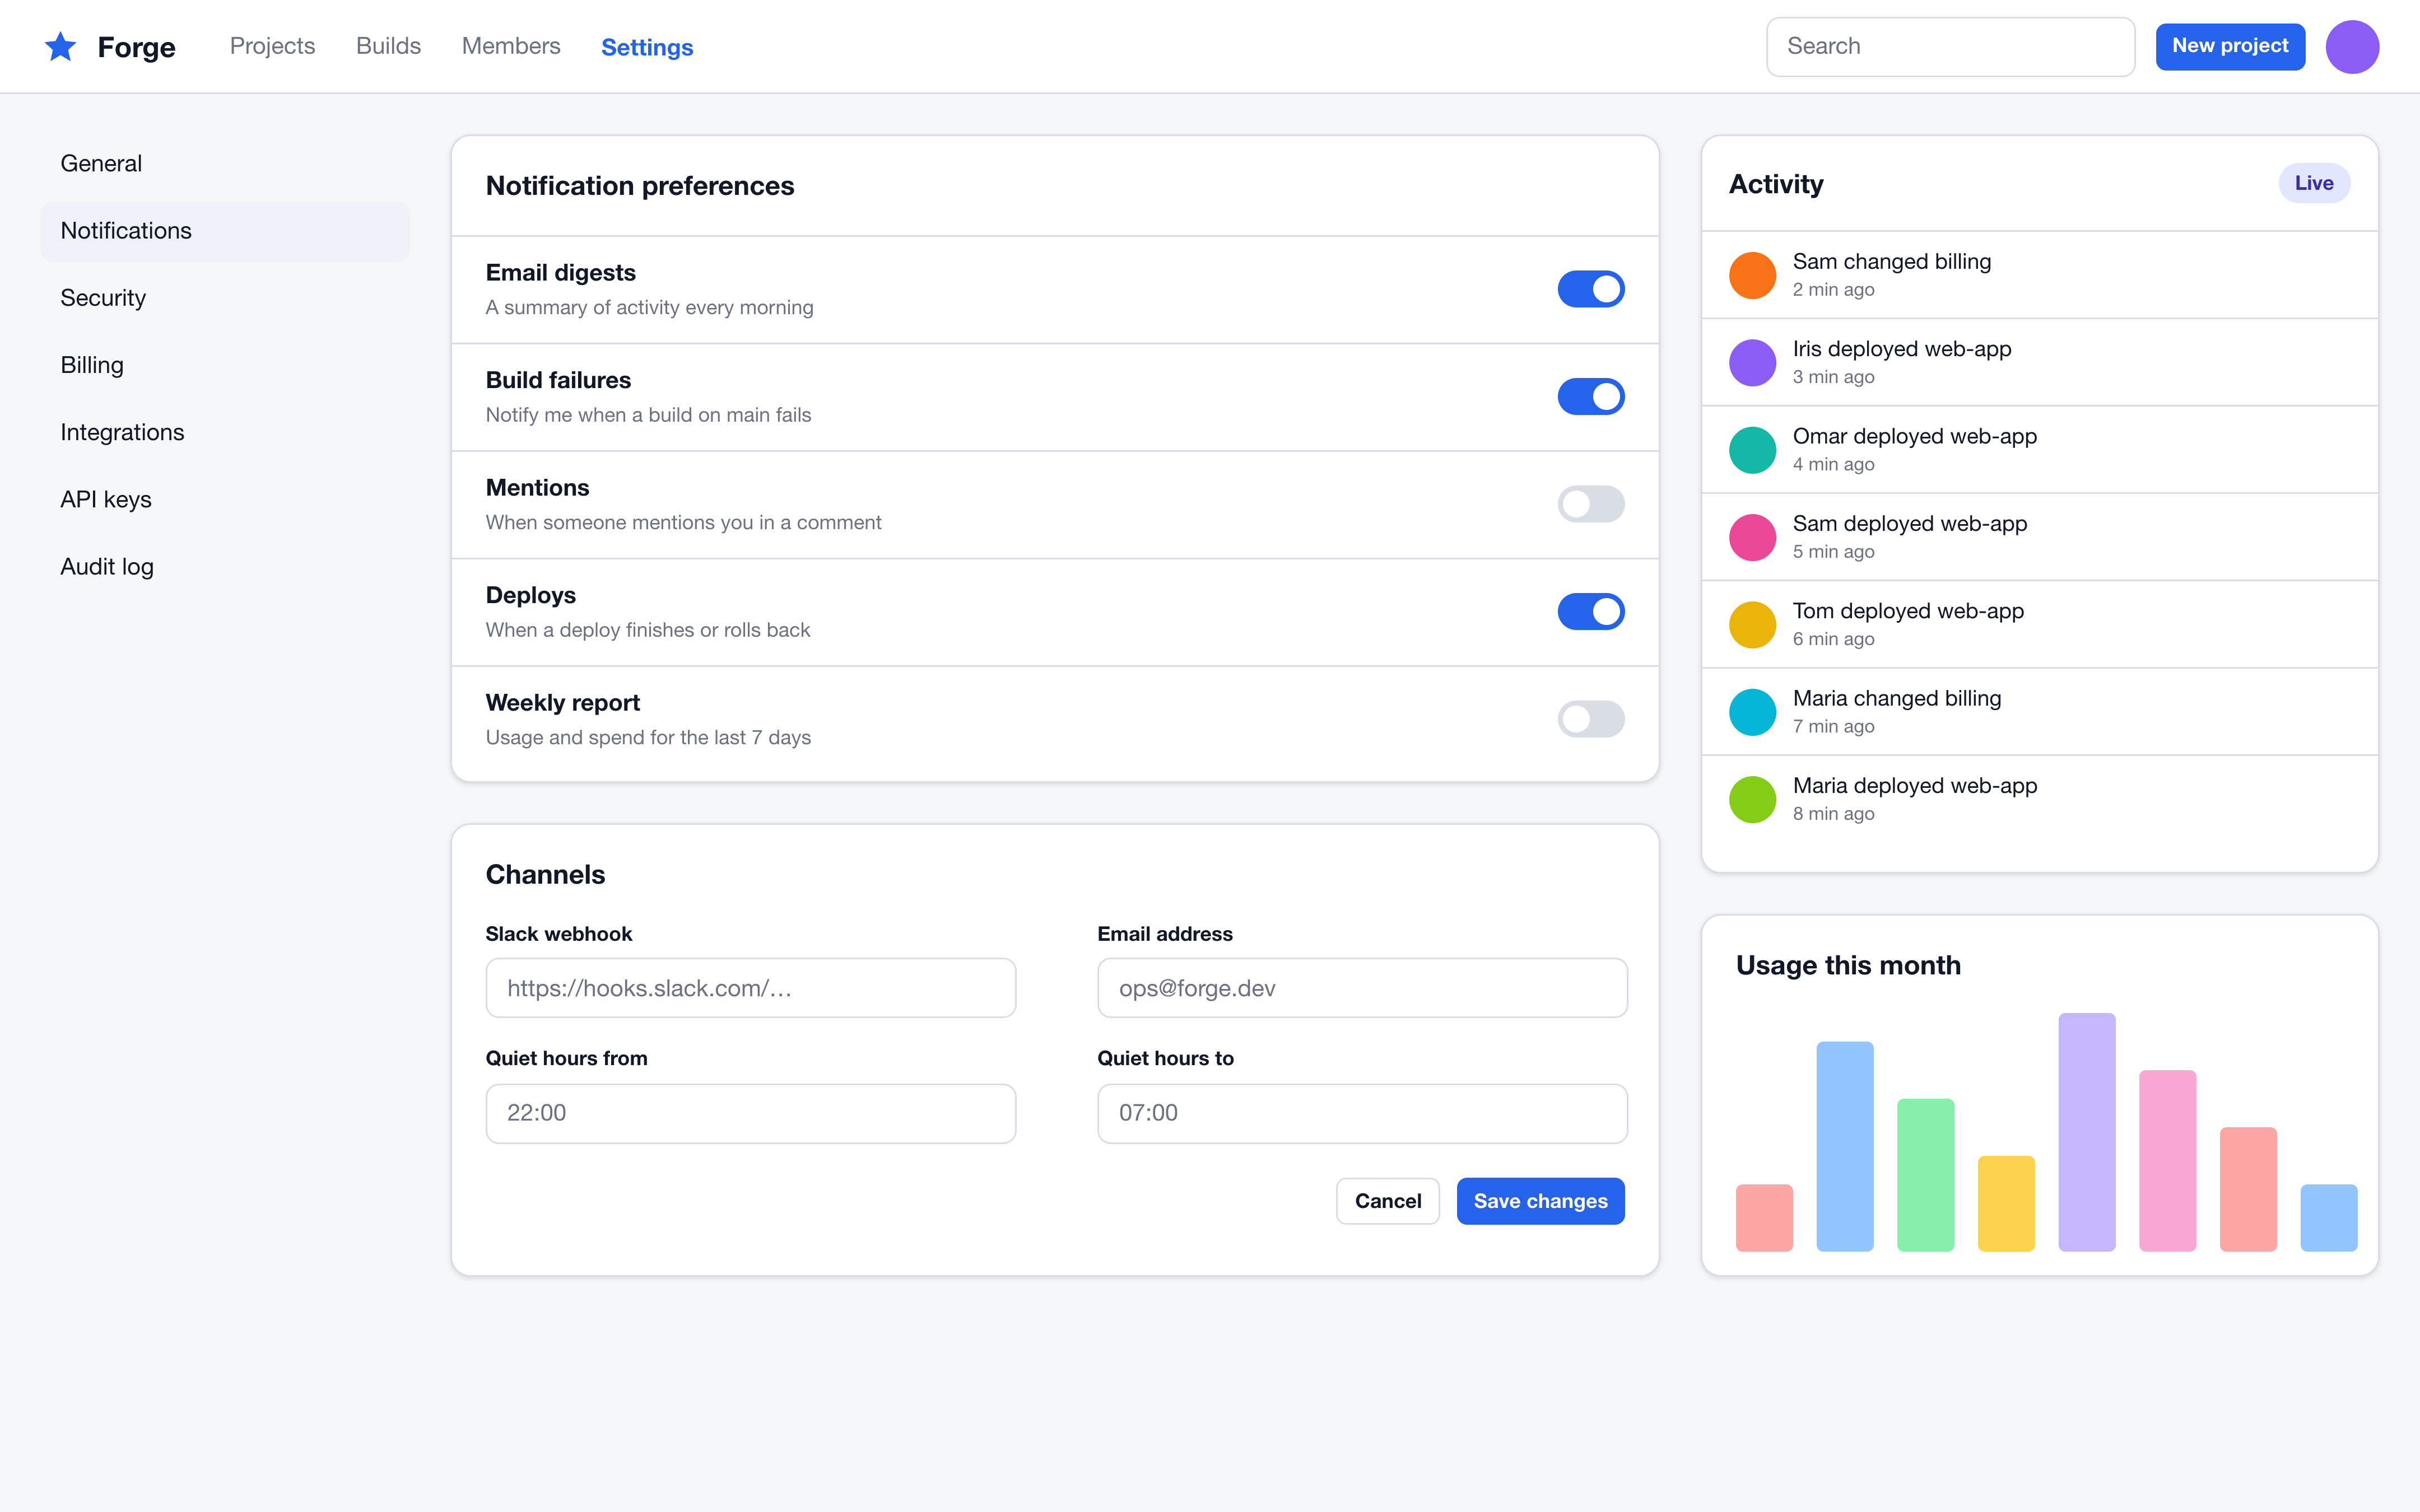 Forge
Projects
Builds
Members
Settings
Search
New project
General
Notifications
Security
Billing
Integrations
API keys
Audit log
Notification preferences
Email digests
A summary of activity every morning
Build failures
Notify me when a build on main fails
Mentions
When someone mentions you in a comment
Deploys
When a deploy finishes or rolls back
Weekly report
Usage and spend for the last 7 days
Channels
Slack webhook
https://hooks.slack.com/…
Email address
ops@forge.dev
Quiet hours from
22:00
Quiet hours to
07:00
Cancel
Save changes
Activity
Live
Sam changed billing
2 min ago
Iris deployed web-app
3 min ago
Omar deployed web-app
4 min ago
Sam deployed web-app
5 min ago
Tom deployed web-app
6 min ago
Maria changed billing
7 min ago
Maria deployed web-app
8 min ago
Usage this month